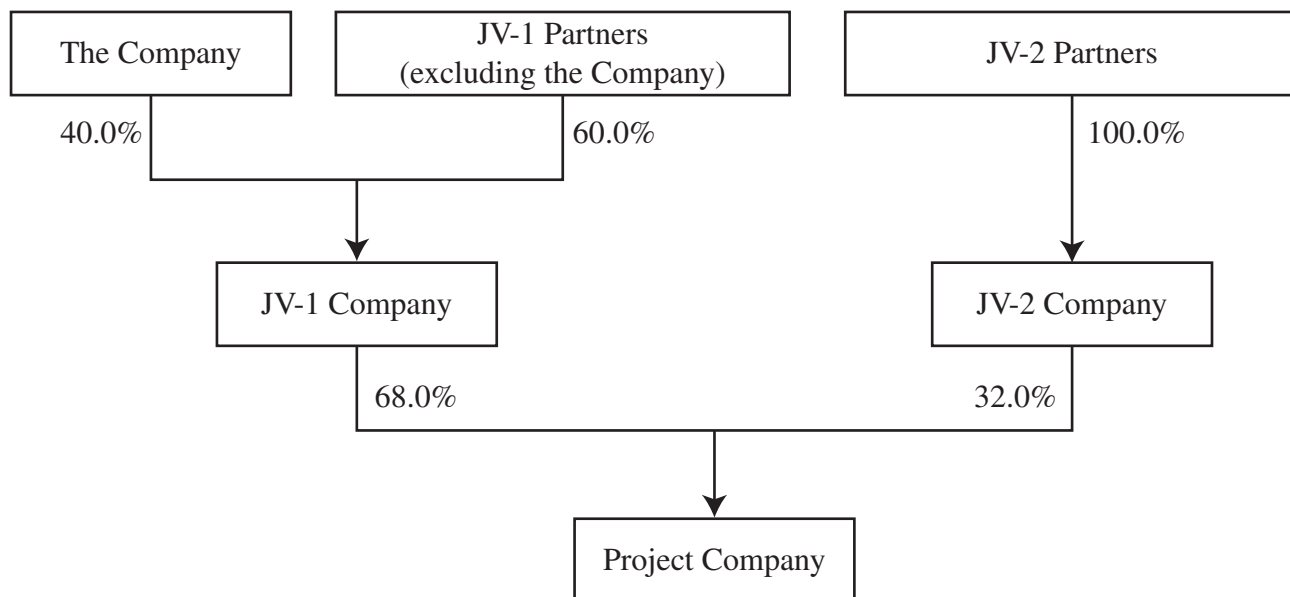 The Company
JV-1 Partners
(excluding the Company)
JV-2 Partners
40.0%
60.0%
100.0%
JV-1 Company
JV-2 Company
68.0%
32.0%
Project Company